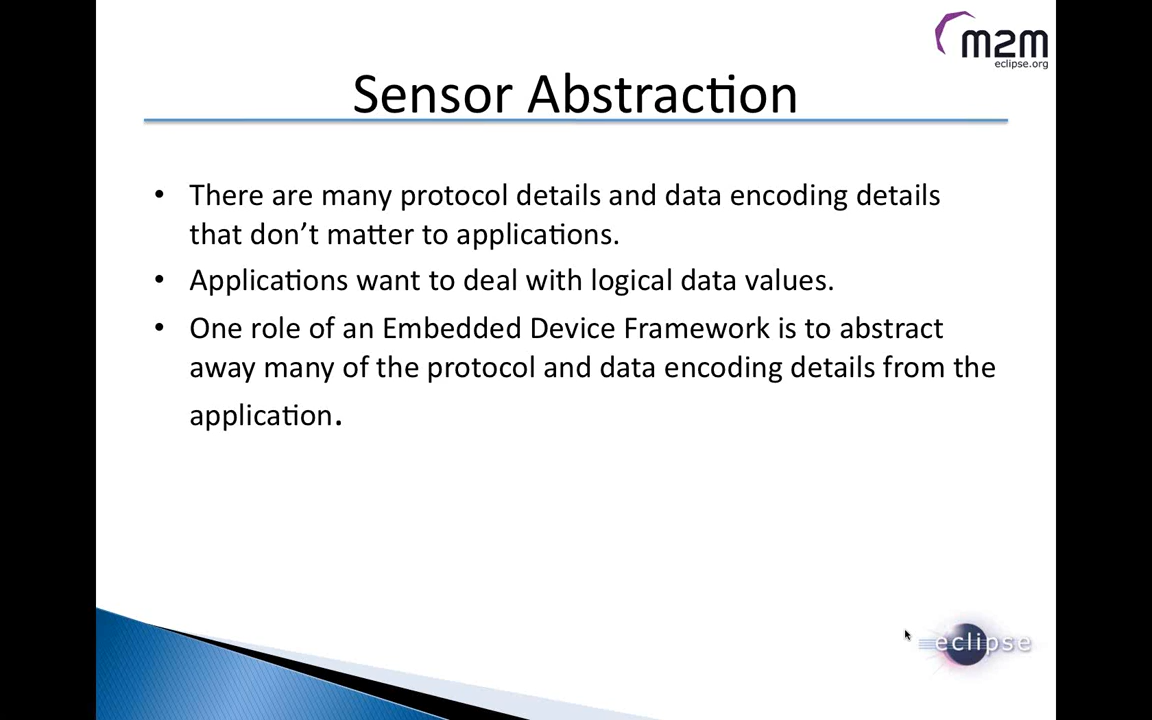 m2m
eclipse.org
Sensor Abstraction
• There are many protocol details and data encoding details
that don’t matter to applications.
• Applications want to deal with logical data values.
• One role of an Embedded Device Framework is to abstract
away many of the protocol and data encoding details from the
application.
eclipse